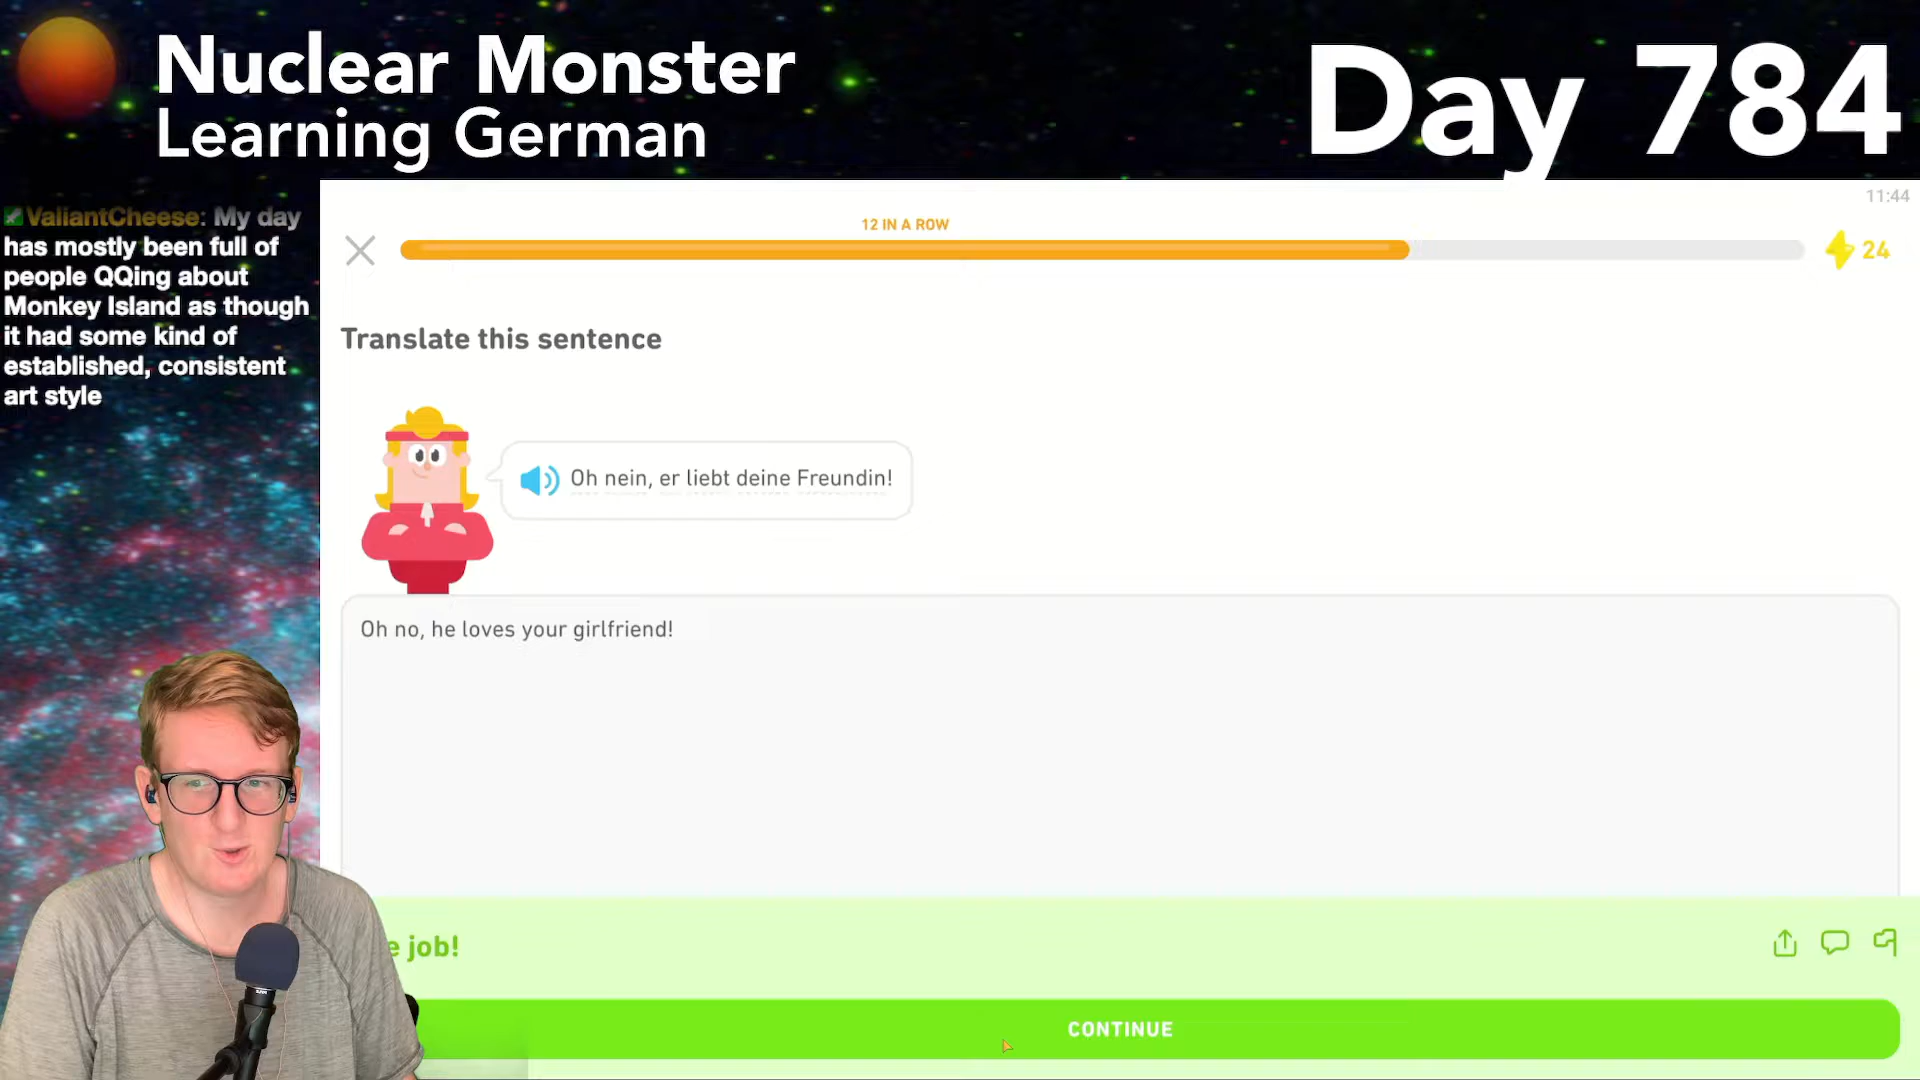 Nuclear Monster
Learning German
Day 784
11:44
ValiantCheese: My day
has mostly been full of
people QQing about
Monkey Island as though
it had some kind of
established, consistent
art style
12 IN A ROW
24
Translate this sentence
Oh nein, er liebt deine Freundin!
Oh no, he loves your girlfriend!
job!
CONTINUE